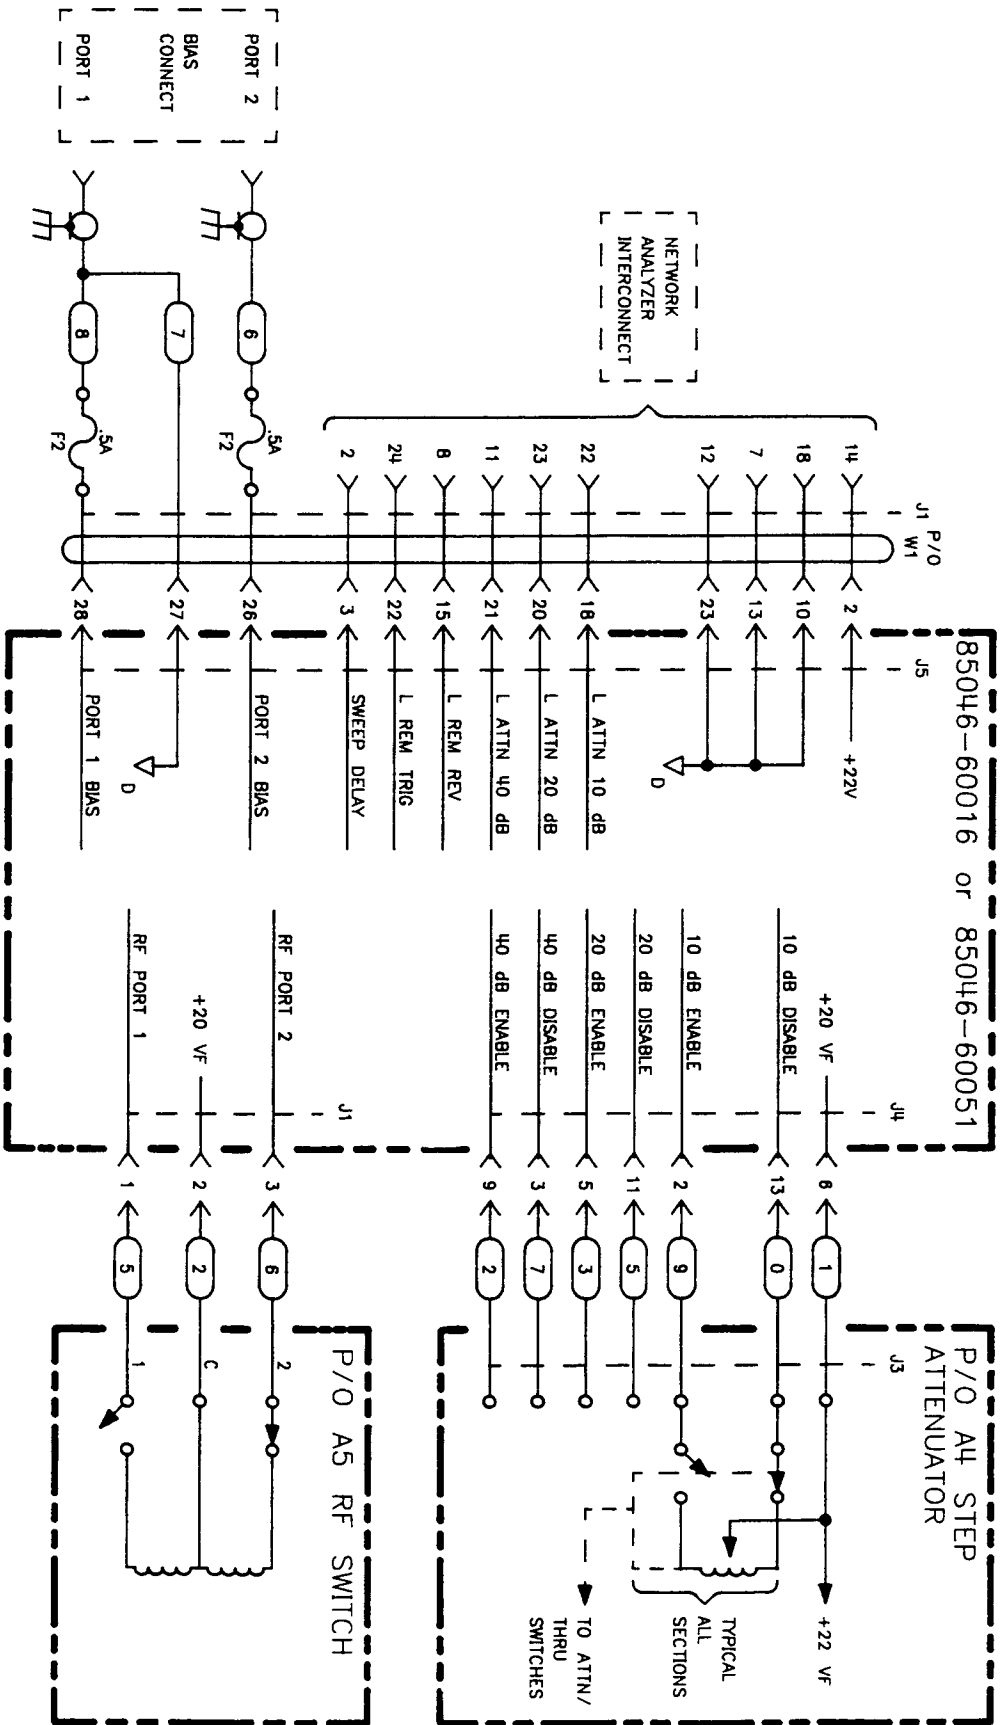 85046-60016 or 85046-60051
P/O
W1
J1
J5
NETWORK
ANALYZER
INTERCONNECT
14
2
+22V
18
10
7
13
12
23
D
22
18
L ATTN 10 dB
23
20
L ATTN 20 dB
11
21
L ATTN 40 dB
8
15
L REM REV
24
22
L REM TRIG
2
3
SWEEP DELAY
PORT 2
BIAS
CONNECT
PORT 1
6
.5A
F2
26
PORT 2 BIAS
7
27
D
8
.5A
F2
28
PORT 1 BIAS
J4
+20 VF
6
1
10 dB DISABLE
13
0
10 dB ENABLE
2
9
20 dB DISABLE
11
5
20 dB ENABLE
5
3
40 dB DISABLE
3
7
40 dB ENABLE
9
2
P/O A4 STEP
ATTENUATOR
J3
+22 VF
TYPICAL
ALL
SECTIONS
TO ATTN/
THRU
SWITCHES
J1
RF PORT 2
3
6
2
+20 VF
2
2
C
RF PORT 1
1
5
1
P/O A5 RF SWITCH